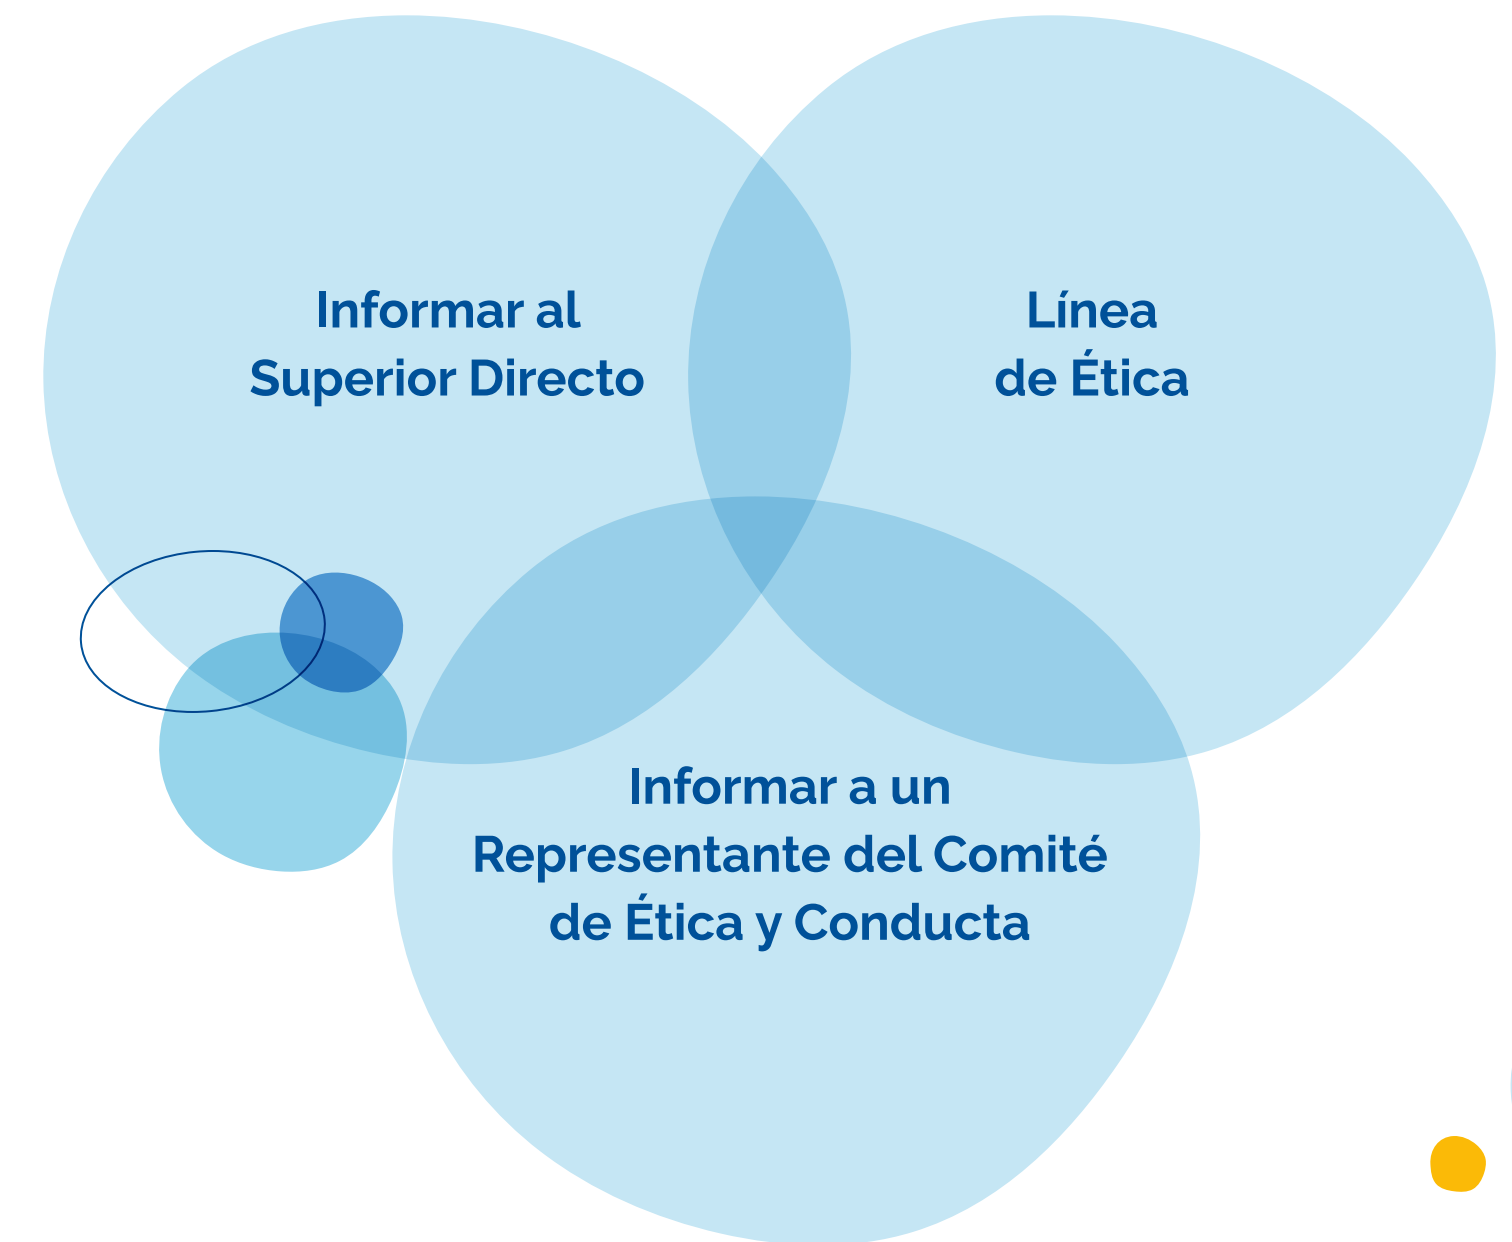 Informar al
Superior Directo
Línea
de Ética
Informar a un
Representante del Comité
de Ética y Conducta